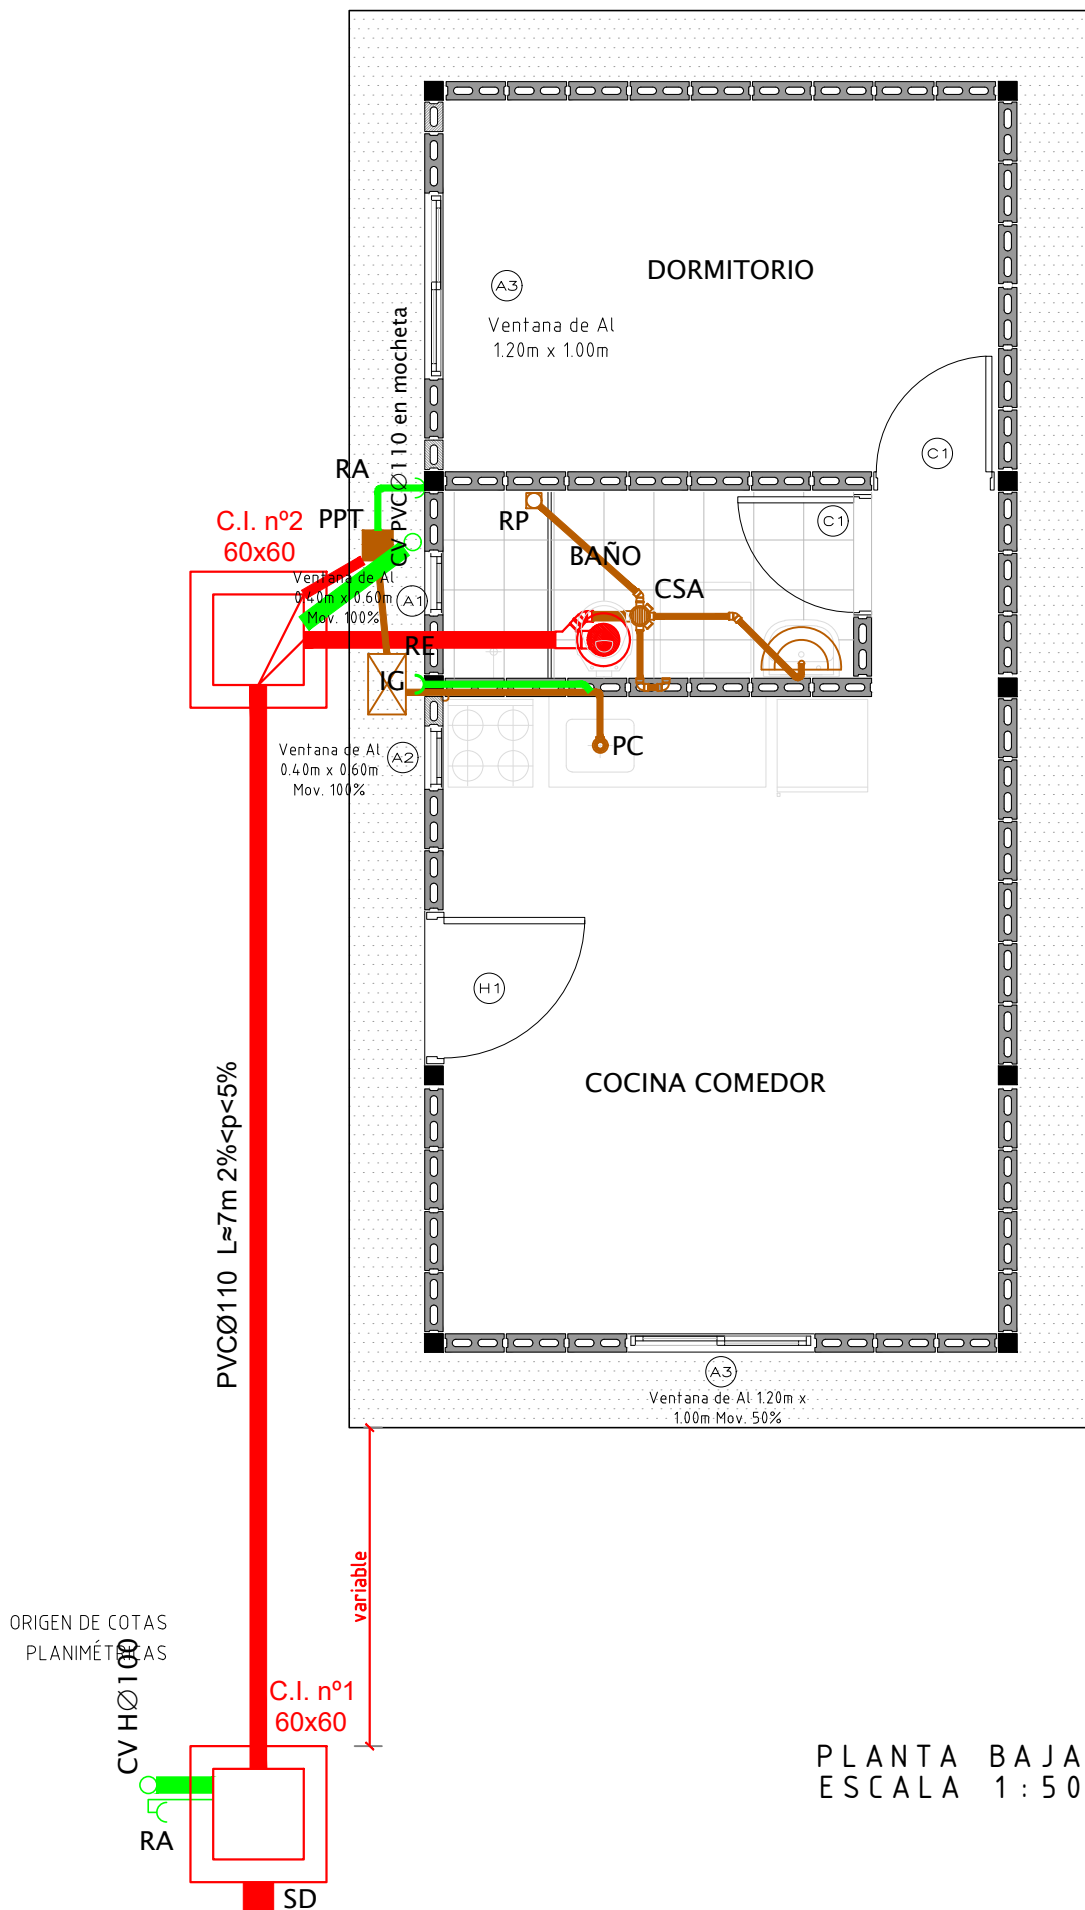 DORMITORIO
A3
Ventana de Al
1.20m x 1.00m
CV PVCØ110 en mocheta
C1
RA
PPT
C.I. nº2
60x60
RP
C1
BAÑO
CSA
Ventana de Al
0.40m x 0.60m
Mov. 100%
A1
RE
IG
PC
Ventana de Al
0.40m x 0.60m
Mov. 100%
A2
H1
COCINA COMEDOR
PVCØ110 L≈7m 2%<p<5%
A3
Ventana de Al 1.20m x
1.00m Mov. 50%
variable
ORIGEN DE COTAS
PLANIMÉTRICAS
CV HØ100
C.I. nº1
60x60
RA
SD
PLANTA BAJA
ESCALA 1:50